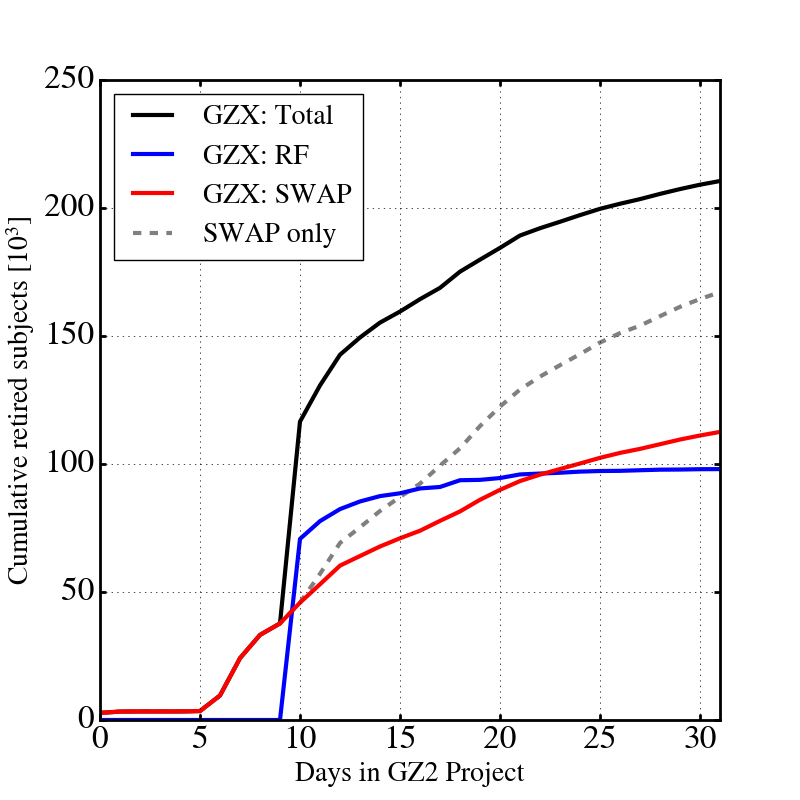 250
200
150
100
50
0
Cumulative retired subjects [10³]
GZX: Total
GZX: RF
GZX: SWAP
SWAP only
0 5 10 15 20 25 30
Days in GZ2 Project